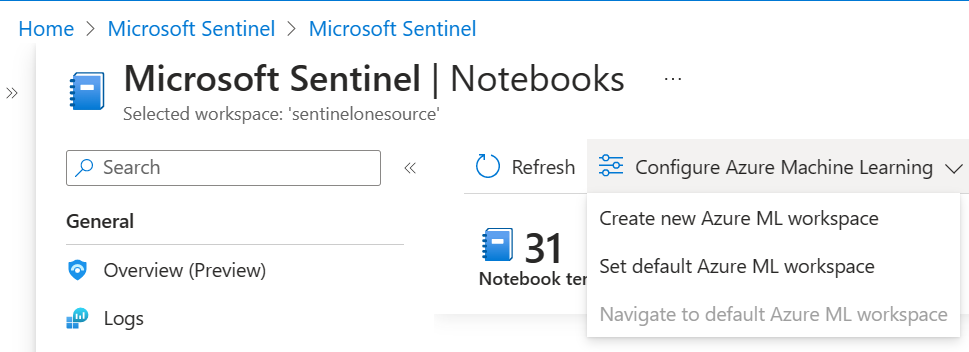 Home > Microsoft Sentinel > Microsoft Sentinel
Microsoft Sentinel | Notebooks ...
Selected workspace: 'sentinelonesource'
Search
Refresh
Configure Azure Machine Learning
General
Overview (Preview)
Logs
31
Notebook ter
Create new Azure ML workspace
Set default Azure ML workspace
Navigate to default Azure ML workspace